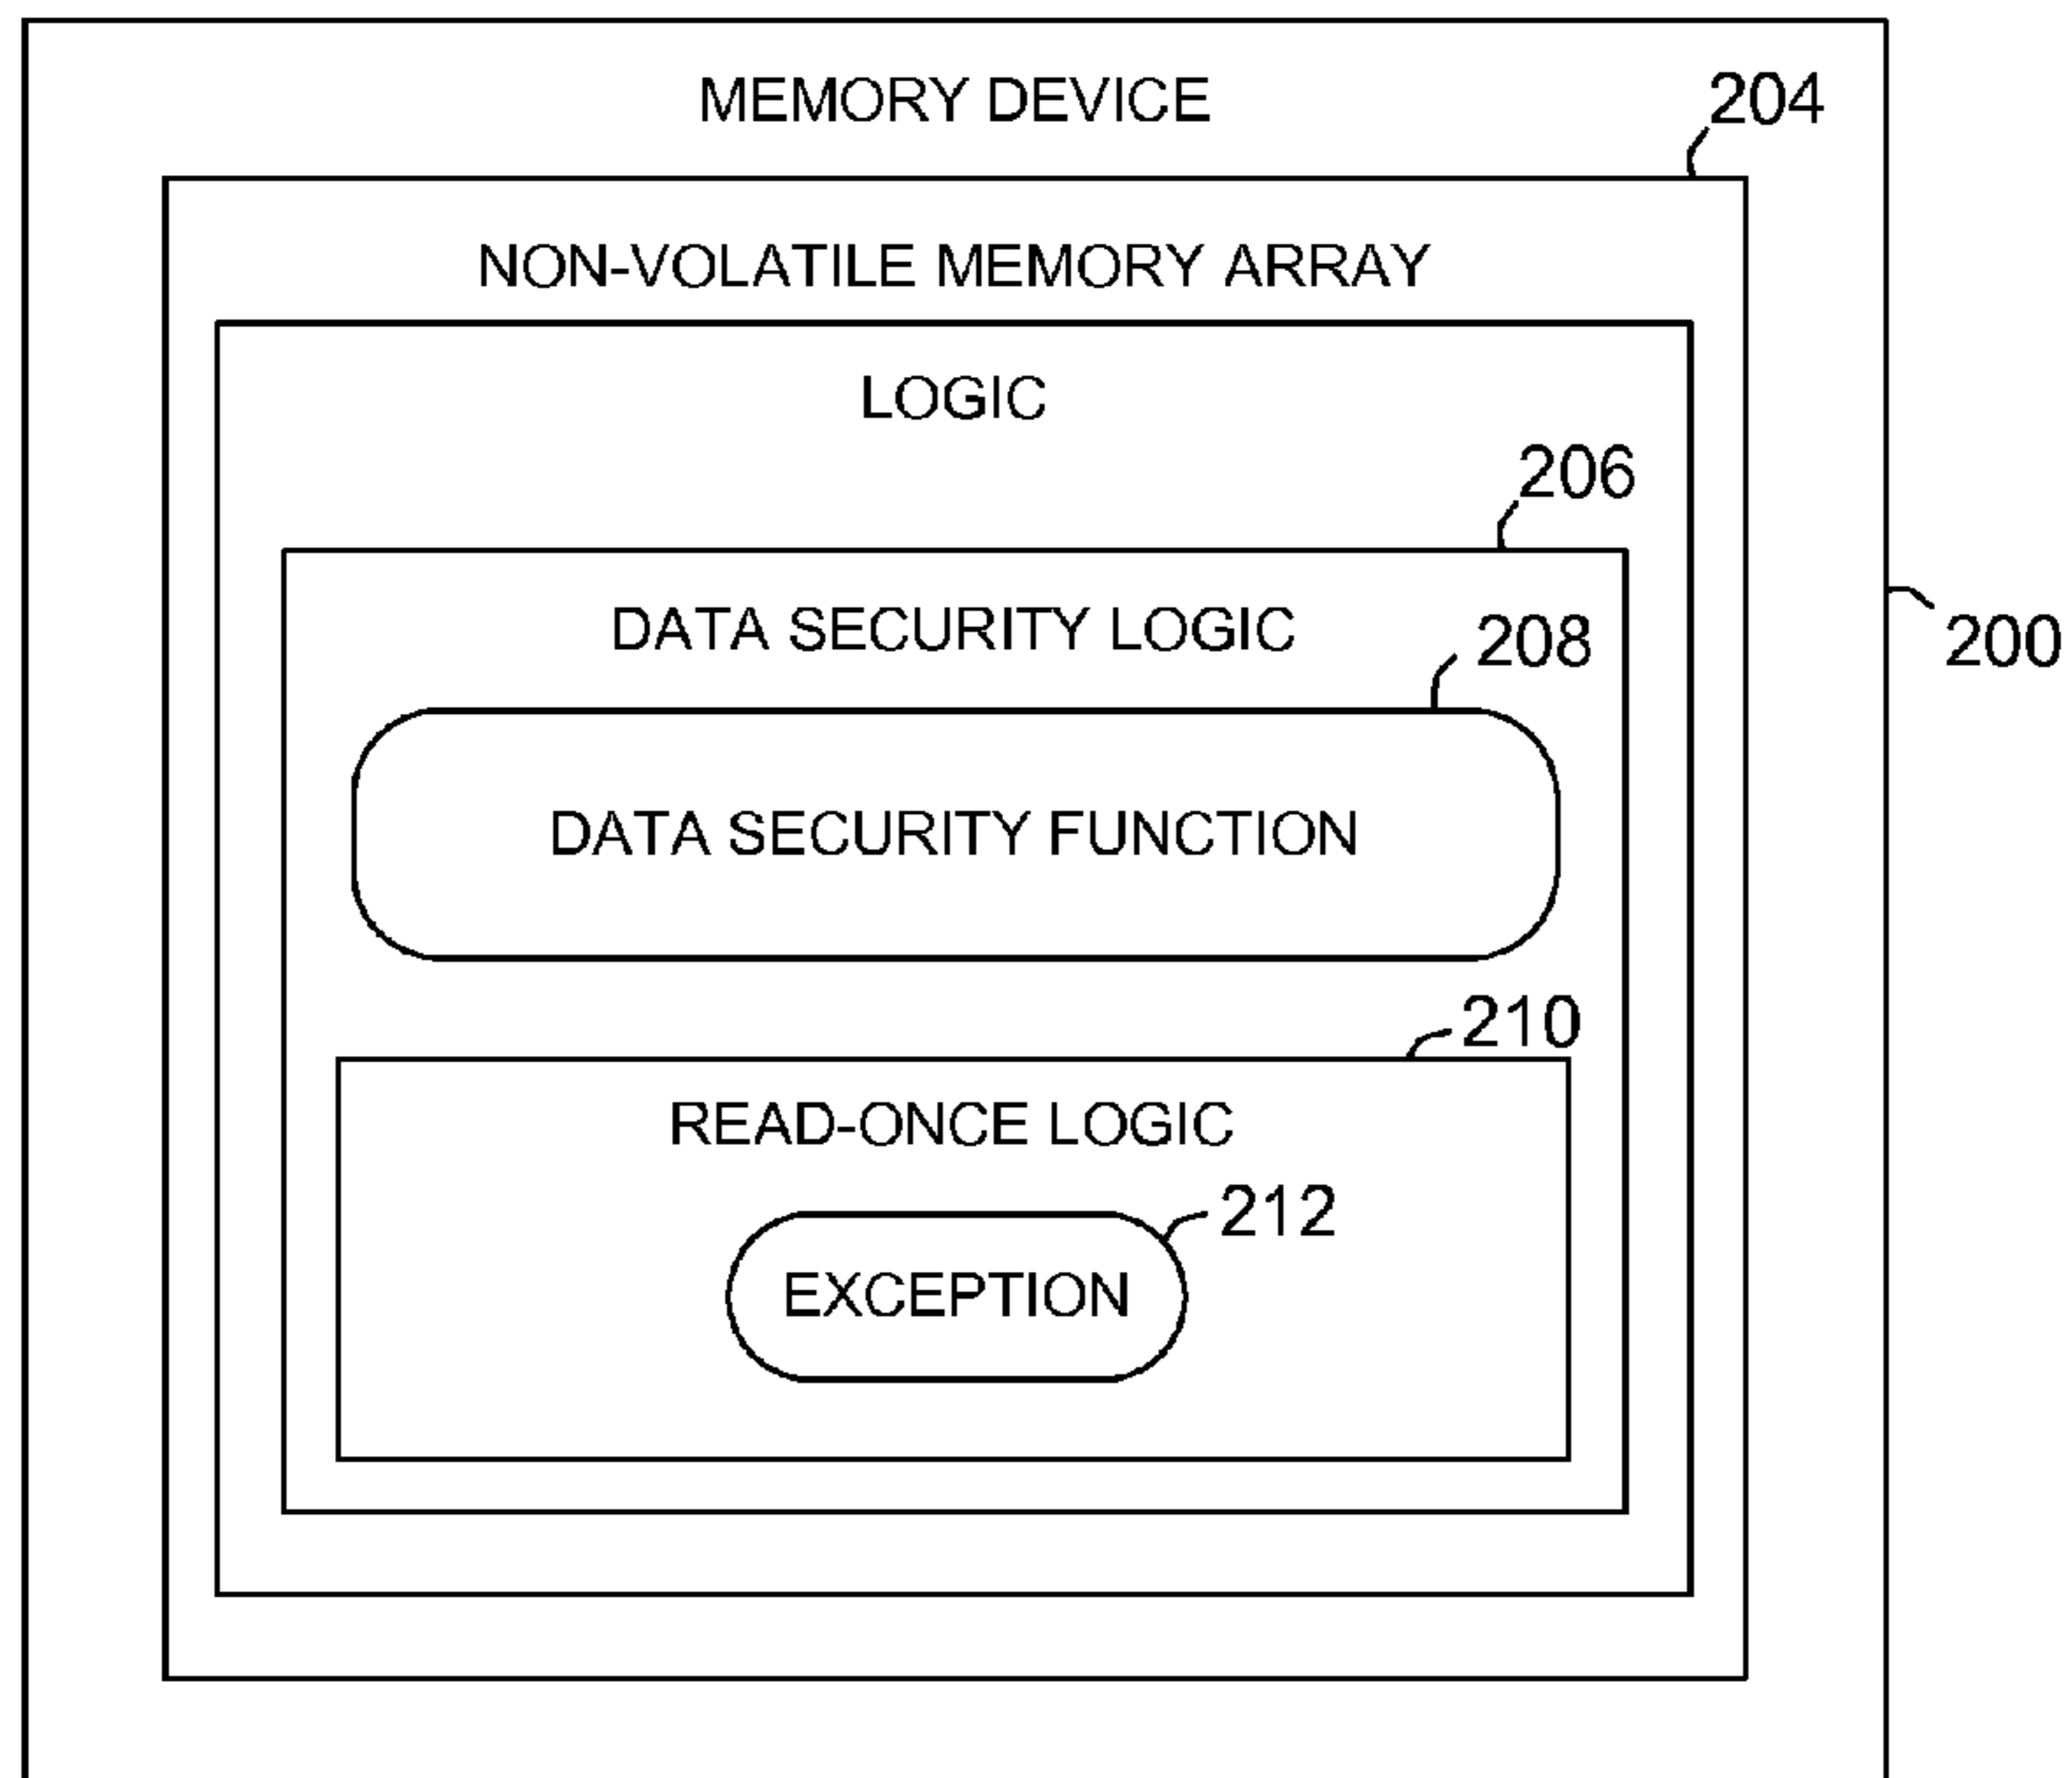 MEMORY DEVICE
204
NON-VOLATILE MEMORY ARRAY
LOGIC
206
DATA SECURITY LOGIC
208
200
DATA SECURITY FUNCTION
210
READ-ONCE LOGIC
212
EXCEPTION